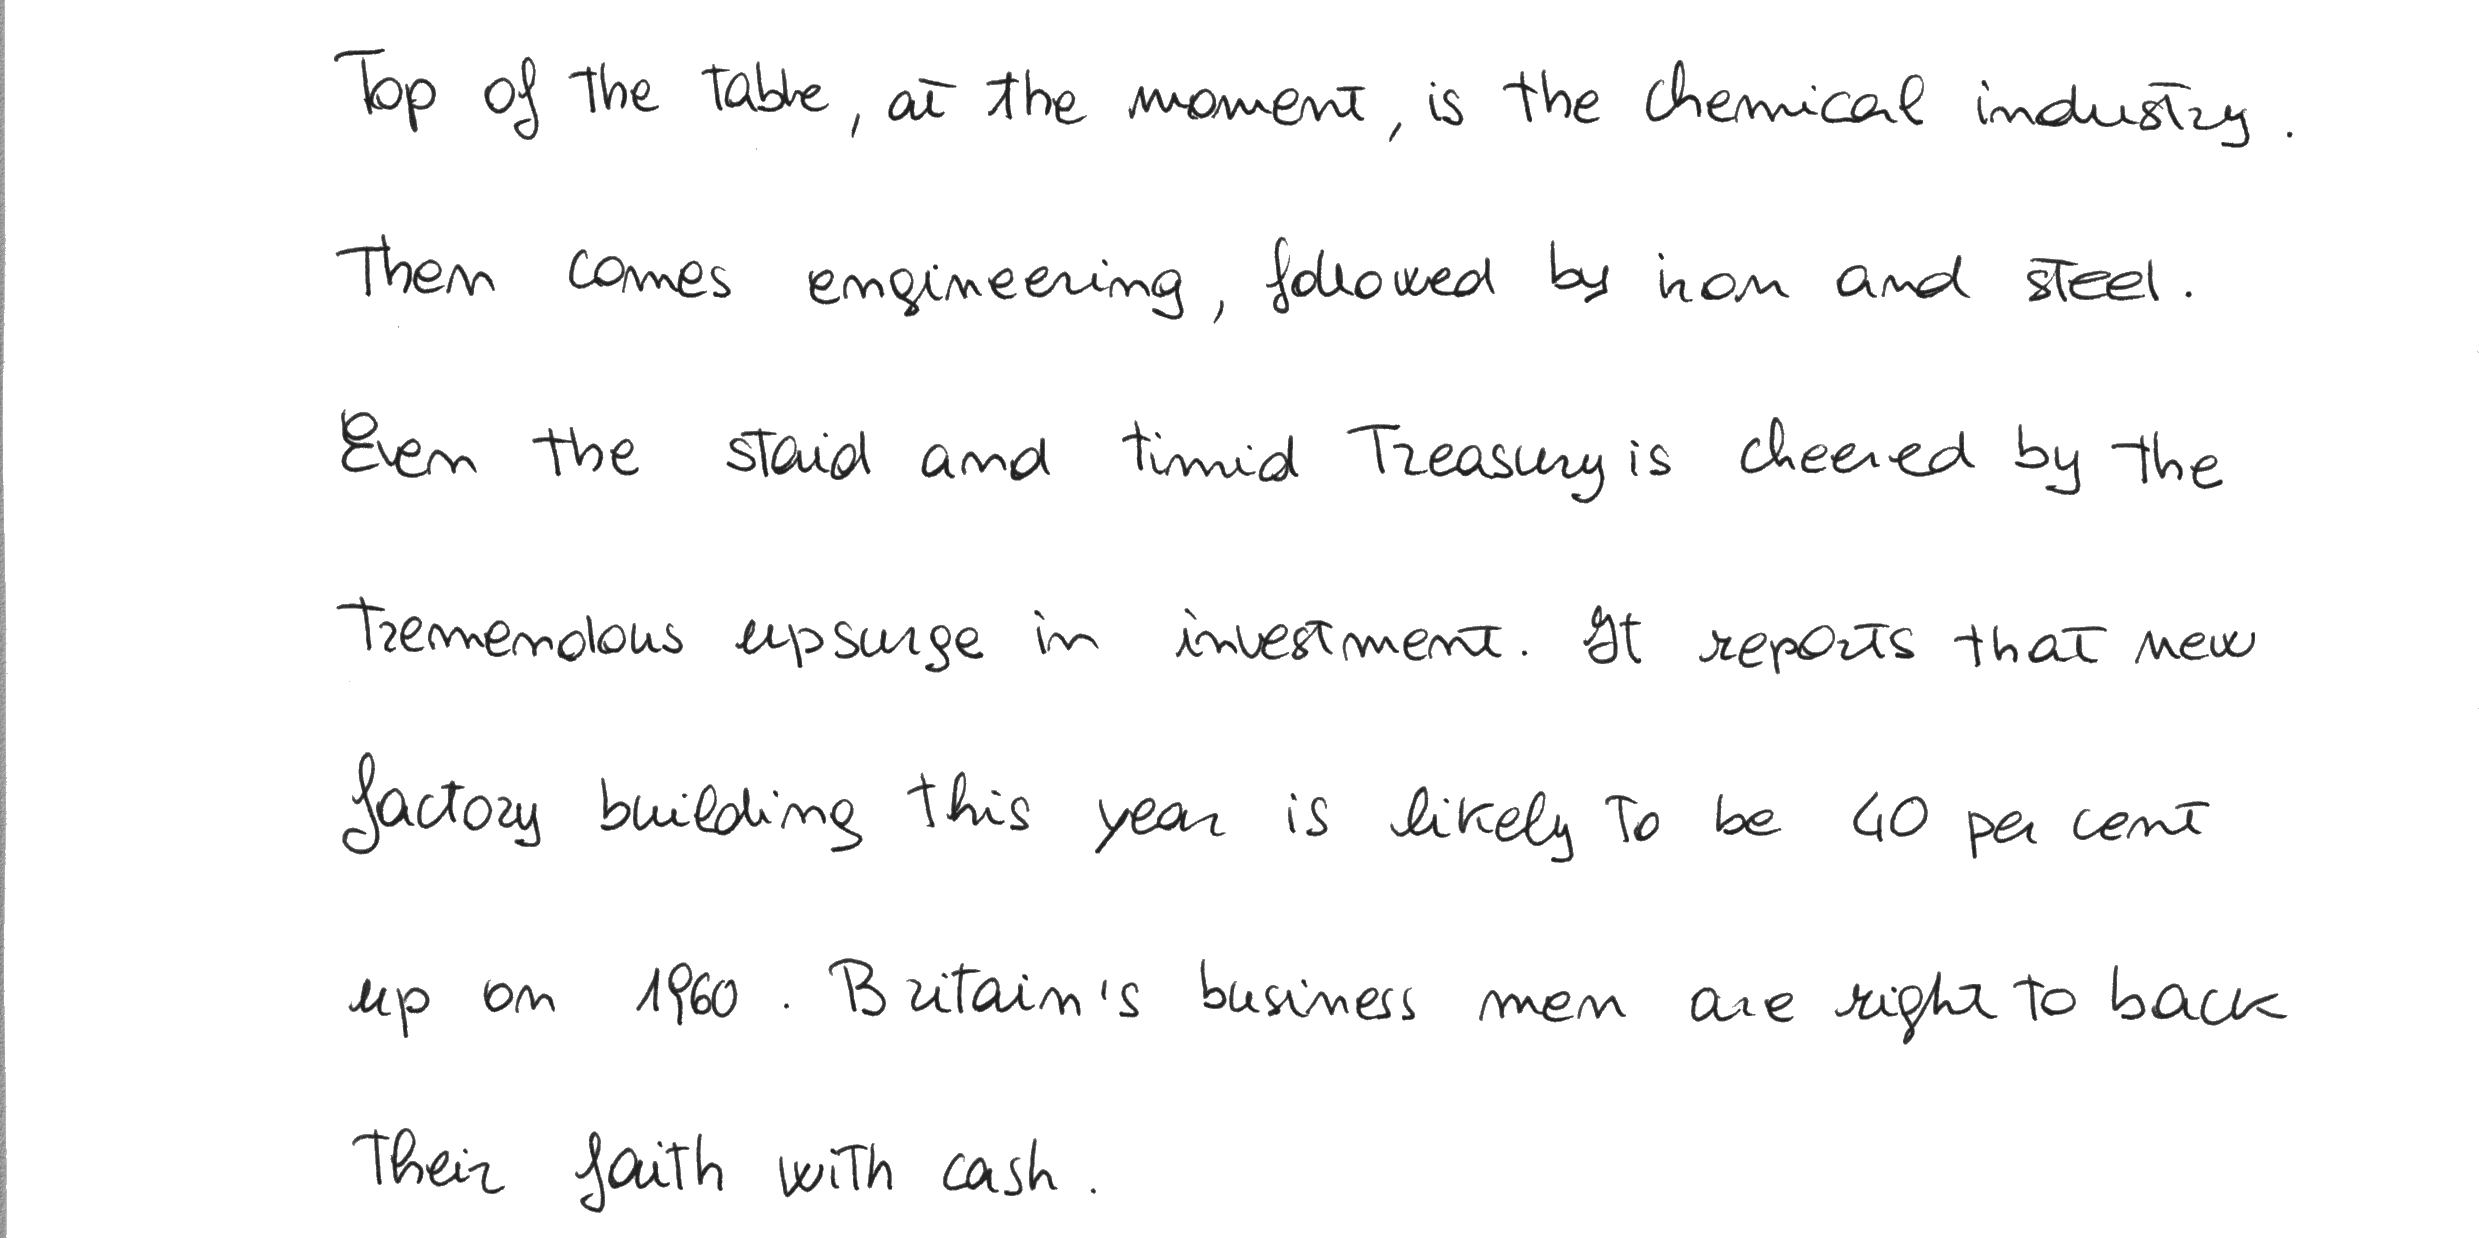 Top of the table, at the moment, is the chemical industry.
Then comes engineering, followed by iron and steel.
Even the staid and timid Treasury is cheered by the
tremendous upsurge in investment. It reports that new
factory building this year is likely to be 40 per cent
up on 1960. Britain's business men are right to back
their faith with cash.